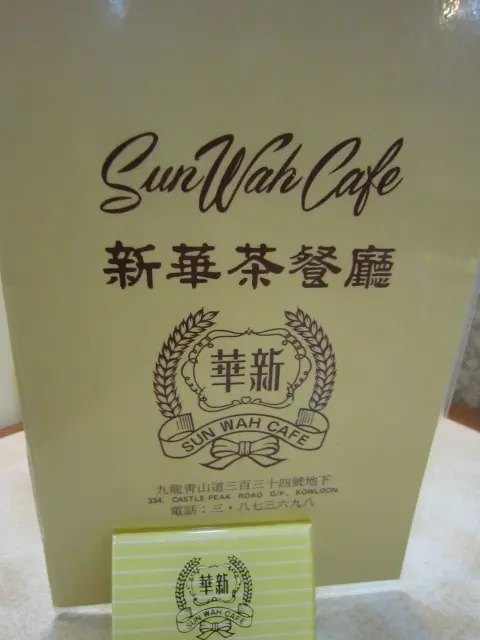 Sun Wah Cafe
新華茶餐廳
華新
SUN WAH CAFE
九龍靑山道三百三十四號地下
334, CASTLE PEAK ROAD G/F., KOWLOON.
電話：三・八七三六九八
華新
SUN WAH CAFE